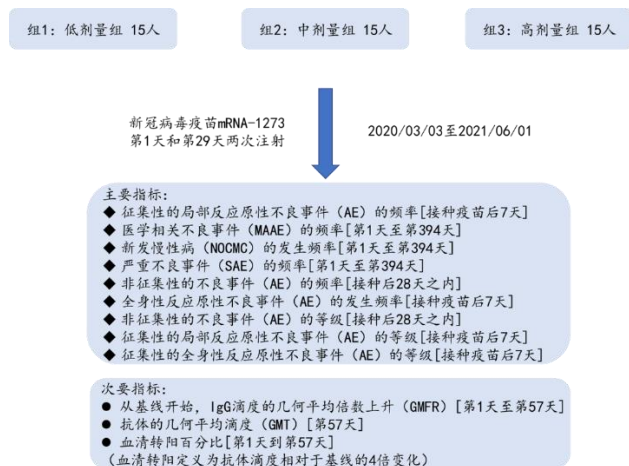 组1: 低剂量组 15人
组2: 中剂量组 15人
组3: 高剂量组 15人
新冠病毒疫苗mRNA-1273
第1天和第29天两次注射
2020/03/03至2021/06/01
主要指标:
◆ 征集性的局部反应原性不良事件（AE）的频率[接种疫苗后7天]
◆ 医学相关不良事件（MAAE）的频率[第1天至第394天]
◆ 新发慢性病（NOCMC）的发生频率[第1天至第394天]
◆ 严重不良事件（SAE）的频率[第1天至第394天]
◆ 非征集性的不良事件（AE）的频率[接种后28天之内]
◆ 全身性反应原性不良事件（AE）的发生频率[接种疫苗后7天]
◆ 非征集性的不良事件（AE）的等级[接种后28天之内]
◆ 征集性的局部反应原性不良事件（AE）的等级[接种疫苗后7天]
◆ 征集性的全身性反应原性不良事件（AE）的等级[接种疫苗后7天]
次要指标:
● 从基线开始, IgG滴度的几何平均倍数上升（GMFR）[第1天至第57天]
● 抗体的几何平均滴度（GMT）[第57天]
● 血清转阳百分比[第1天到第57天]
（血清转阳定义为抗体滴度相对于基线的4倍变化）